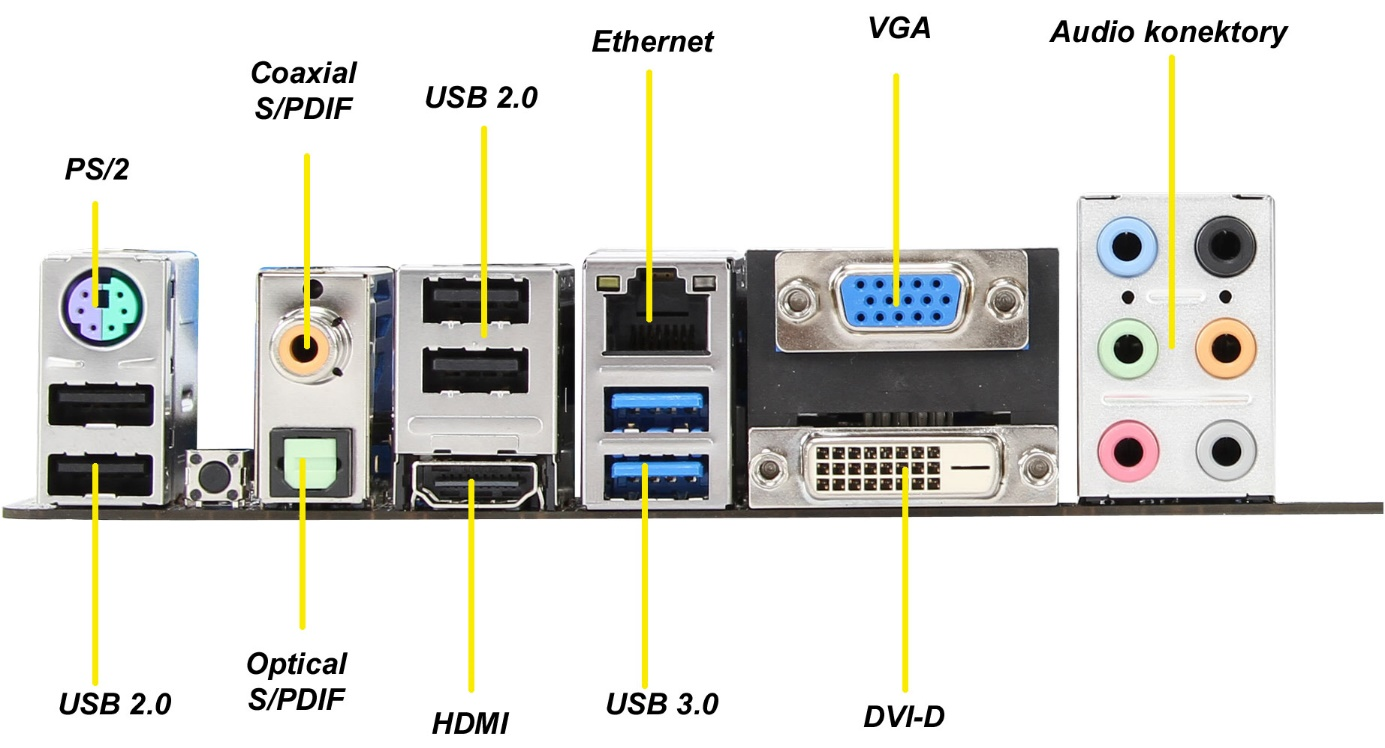 PS/2
Coaxial
S/PDIF
USB 2.0
Ethernet
VGA
Audio konektory
USB 2.0
Optical
S/PDIF
HDMI
USB 3.0
DVI-D